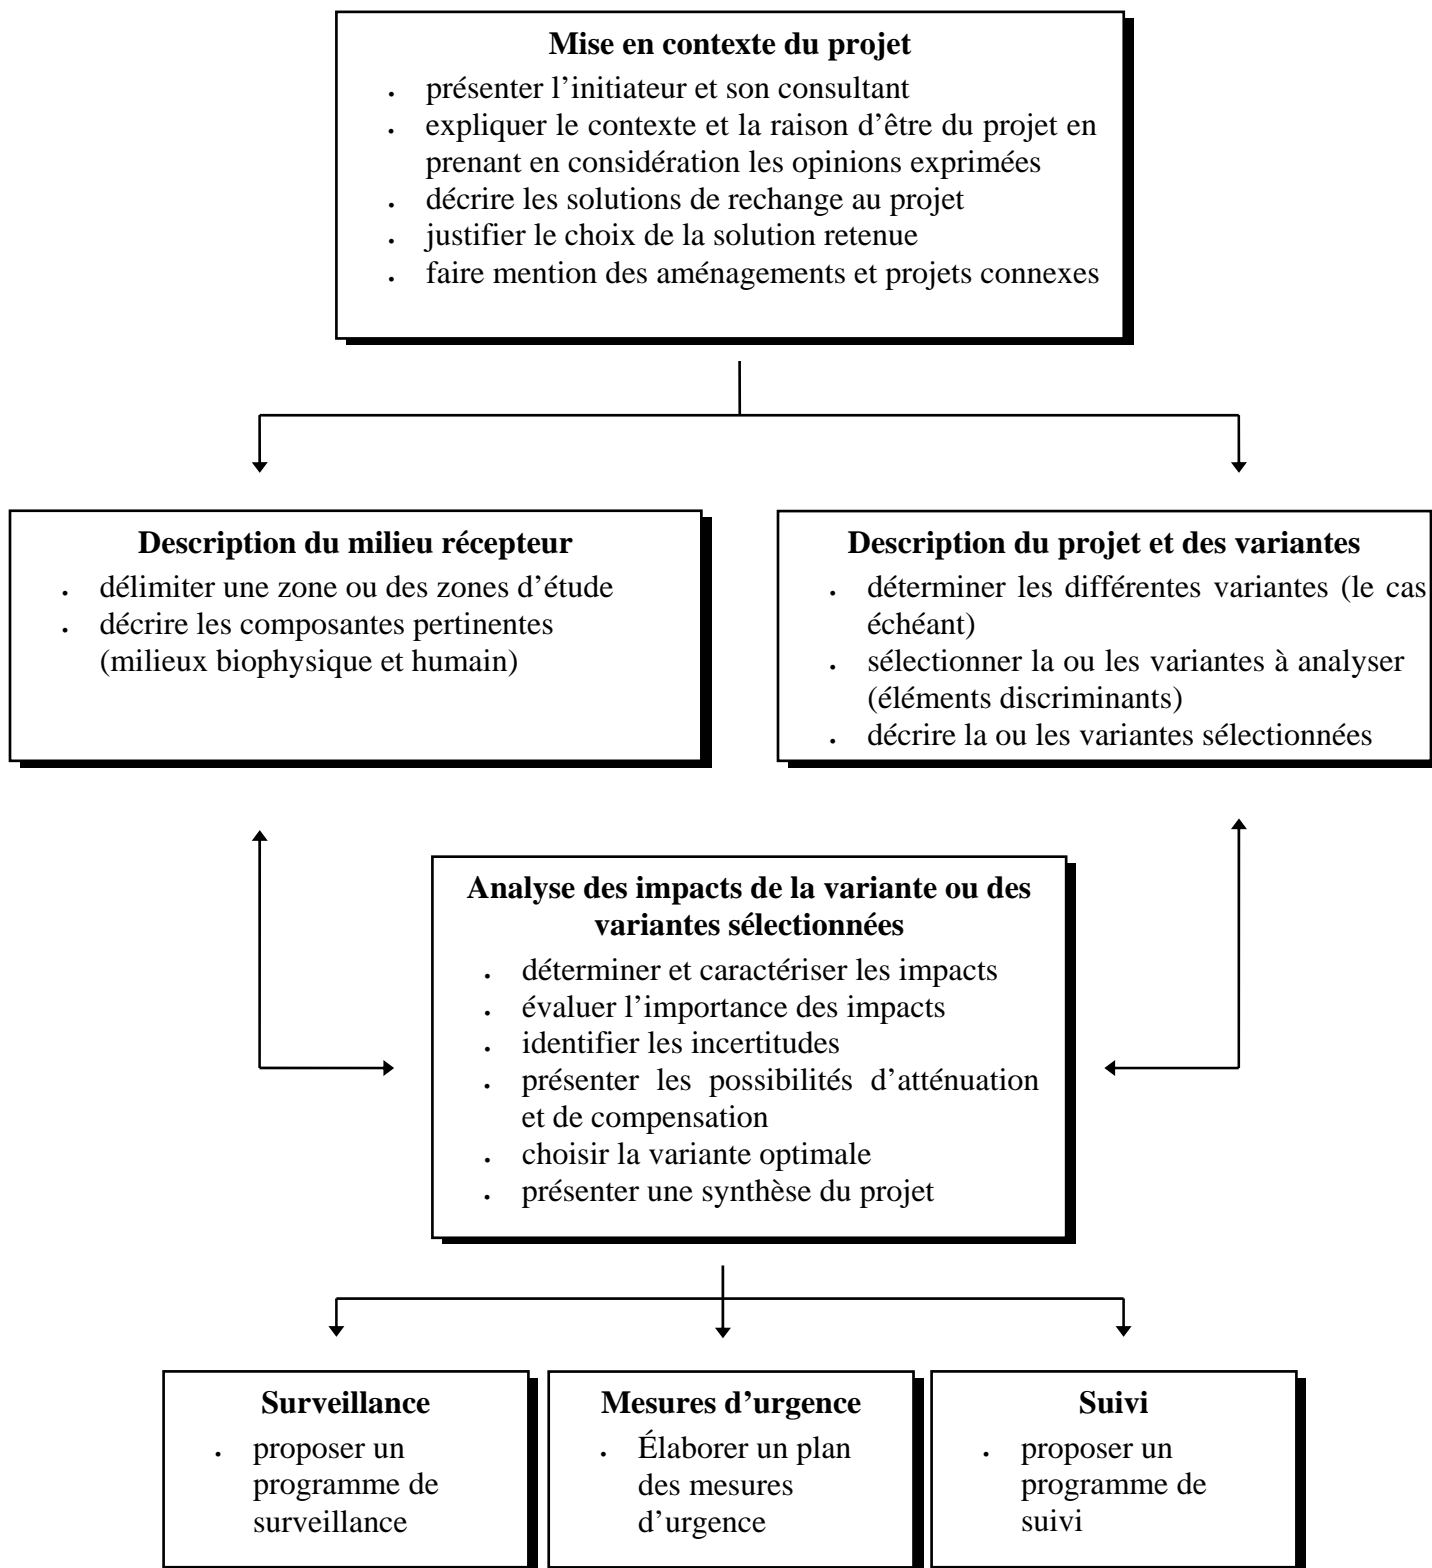 Mise en contexte du projet
. présenter l’initiateur et son consultant
. expliquer le contexte et la raison d’être du projet en
prenant en considération les opinions exprimées
. décrire les solutions de rechange au projet
. justifier le choix de la solution retenue
. faire mention des aménagements et projets connexes
Description du milieu récepteur
. délimiter une zone ou des zones d’étude
. décrire les composantes pertinentes
(milieux biophysique et humain)
Description du projet et des variantes
. déterminer les différentes variantes (le cas
échéant)
. sélectionner la ou les variantes à analyser
(éléments discriminants)
. décrire la ou les variantes sélectionnées
Analyse des impacts de la variante ou des
variantes sélectionnées
. déterminer et caractériser les impacts
. évaluer l’importance des impacts
. identifier les incertitudes
. présenter les possibilités d’atténuation
et de compensation
. choisir la variante optimale
. présenter une synthèse du projet
Surveillance
. proposer un
programme de
surveillance
Mesures d’urgence
. Élaborer un plan
des mesures
d’urgence
Suivi
. proposer un
programme de
suivi